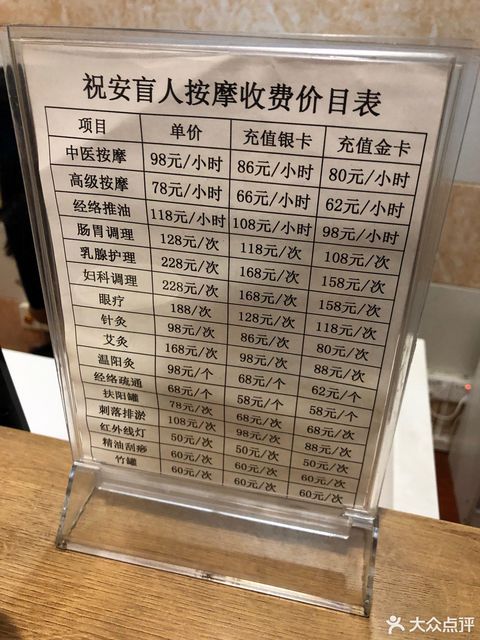 祝安盲人按摩收费价目表
项目 单价 充值银卡 充值金卡
中医按摩 98元/小时 86元/小时 80元/小时
高级按摩 78元/小时 66元/小时 62元/小时
经络推油 118元/小时 108元/小时 98元/小时
肠胃调理 128元/次 118元/次 108元/次
乳腺护理 228元/次 168元/次 158元/次
妇科调理 228元/次 168元/次 158元/次
眼疗 188/次 128元/次 118元/次
针灸 98元/次 86元/次 80元/次
艾灸 168元/次 98元/次 88元/次
温阳灸 98元/个 68元/个 62元/个
经络疏通 68元/个 58元/个 58元/个
扶阳罐 78元/次 68元/次 68元/次
刺落排淤 108元/次 98元/次 88元/次
红外线灯 50元/次 50元/次 50元/次
精油刮痧 60元/次 60元/次 60元/次
竹罐 60元/次 60元/次 60元/次
大众点评